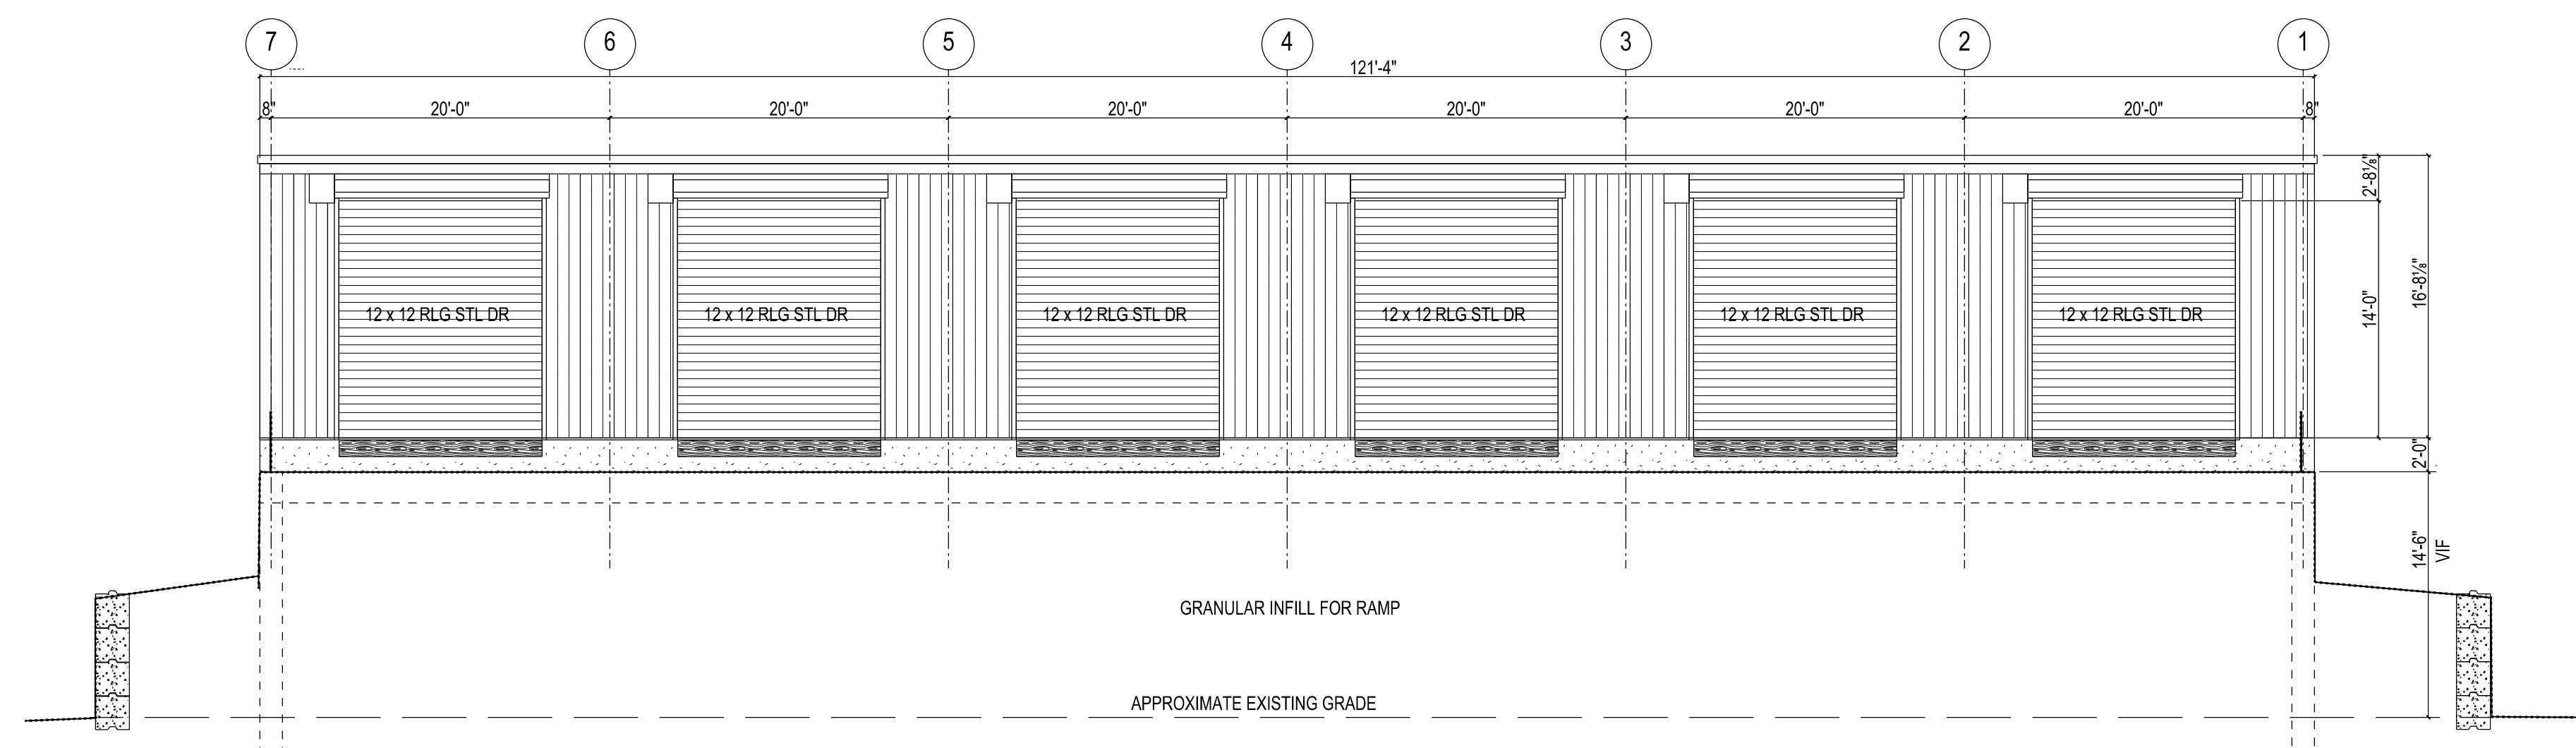 7 6 5 4 3 2 1
121'-4"
8" 20'-0" 20'-0" 20'-0" 20'-0" 20'-0" 20'-0" 8"
2'-8⅛"
12 x 12 RLG STL DR 12 x 12 RLG STL DR 12 x 12 RLG STL DR 12 x 12 RLG STL DR 12 x 12 RLG STL DR 12 x 12 RLG STL DR
14'-0"
16'-8⅛"
2'-0"
14'-6"
VIF
GRANULAR INFILL FOR RAMP
APPROXIMATE EXISTING GRADE